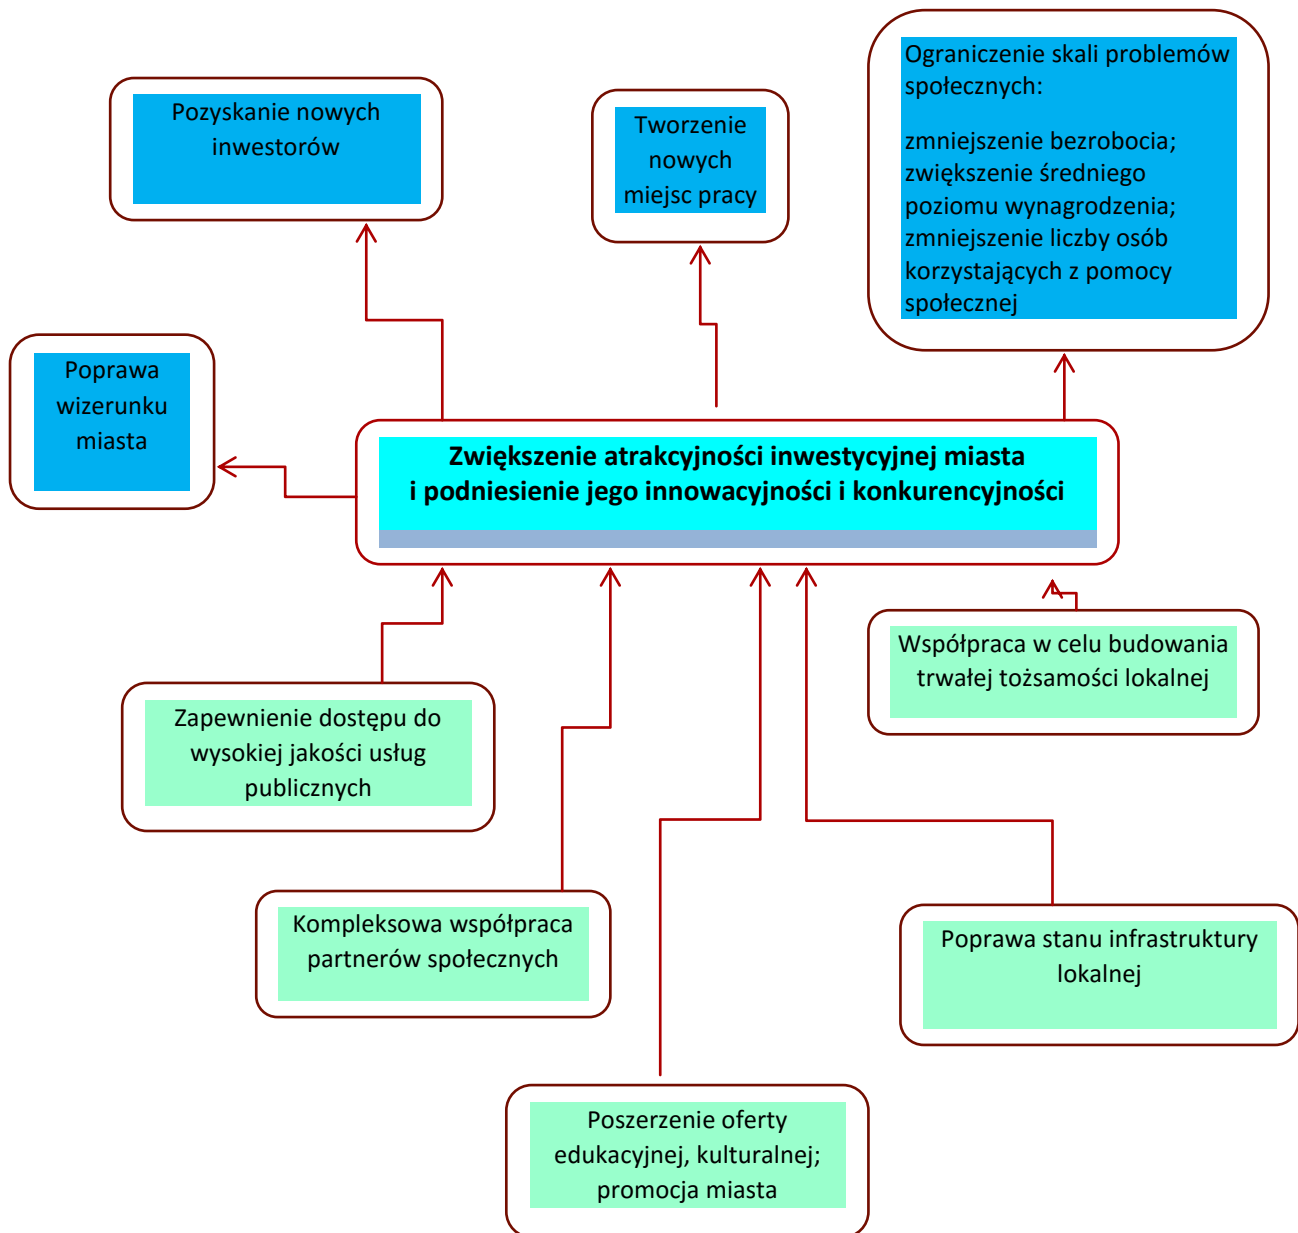 Pozyskanie nowych
inwestorów
Tworzenie
nowych
miejsc pracy
Ograniczenie skali problemów
społecznych:
zmniejszenie bezrobocia;
zwiększenie średniego
poziomu wynagrodzenia;
zmniejszenie liczby osób
korzystających z pomocy
społecznej
Poprawa
wizerunku
miasta
Zwiększenie atrakcyjności inwestycyjnej miasta
i podniesienie jego innowacyjności i konkurencyjności
Współpraca w celu budowania
trwałej tożsamości lokalnej
Zapewnienie dostępu do
wysokiej jakości usług
publicznych
Kompleksowa współpraca
partnerów społecznych
Poprawa stanu infrastruktury
lokalnej
Poszerzenie oferty
edukacyjnej, kulturalnej;
promocja miasta